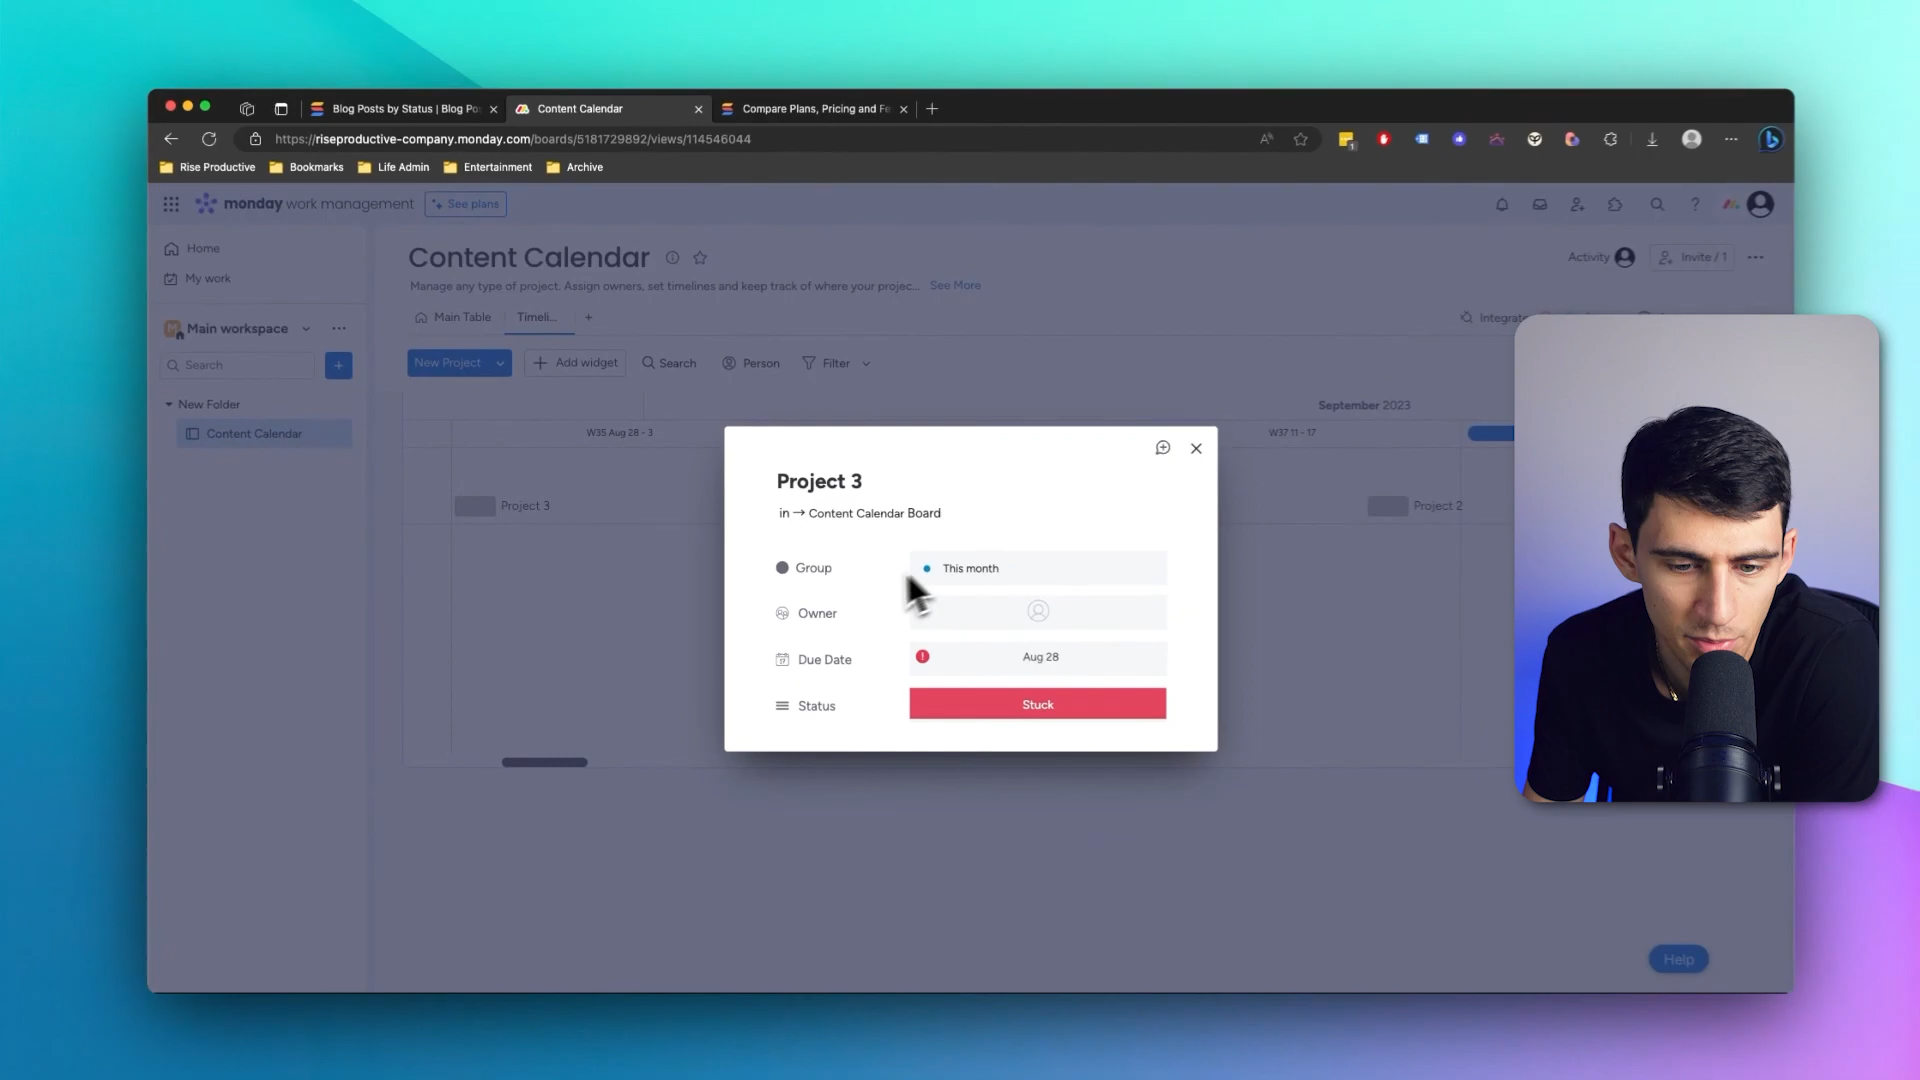 Blog Posts by Status | Blog Po
Content Calendar
Compare Plans, Pricing and Fe
https://riseproductive-company.monday.com/boards/5181729892/views/114546044
Rise Productive
Bookmarks
Life Admin
Entertainment
Archive
monday work management
See plans
Home
My work
Main workspace
Search
New Folder
Content Calendar
Content Calendar
Activity
Invite / 1
Manage any type of project. Assign owners, set timelines and keep track of where your projec...
See More
Main Table
Timeli...
Integrate
New Project
Add widget
Search
Person
Filter
September 2023
W35 Aug 28 - 3
W37 11 - 17
Project 3
Project 2
Project 3
in → Content Calendar Board
Group
This month
Owner
Due Date
Aug 28
Status
Stuck
Help